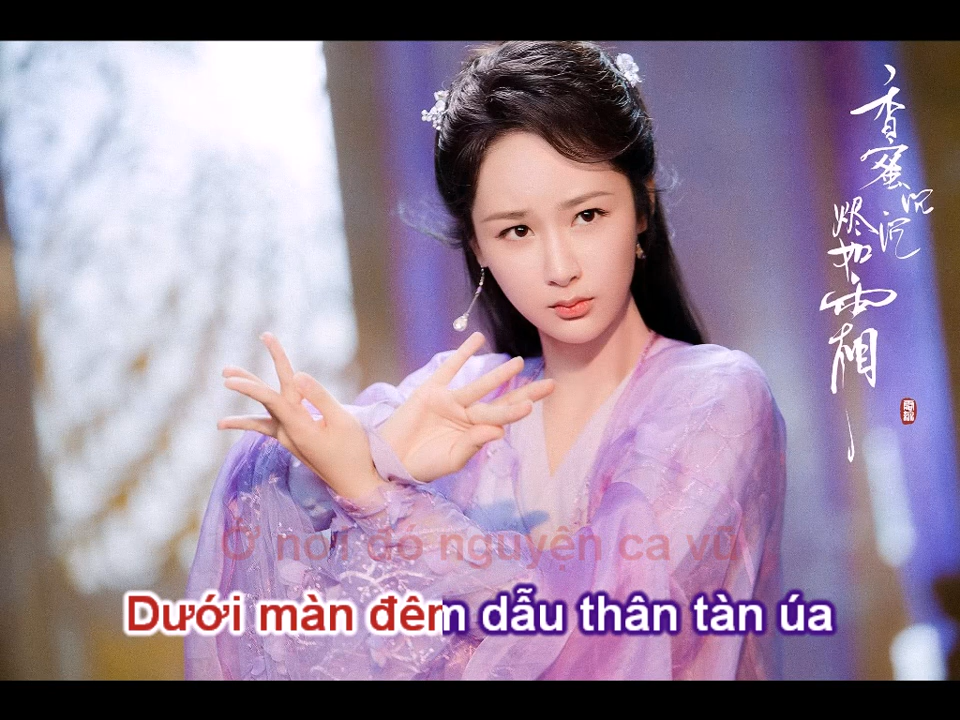 香蜜沉沉
烬如霜
Ở nơi đó nguyện ca vũ
Dưới màn đêm dẫu thân tàn úa